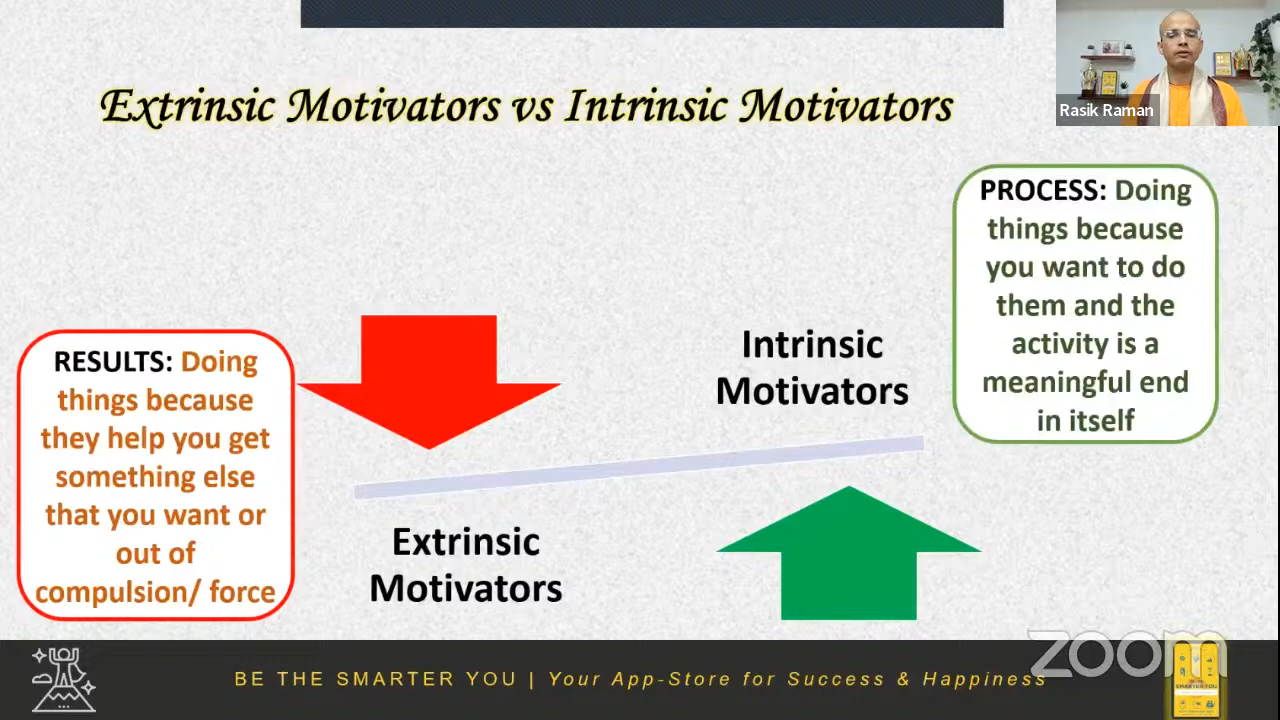 Extrinsic Motivators vs Intrinsic Motivators
Rasik Raman
PROCESS: Doing
things because
you want to do
them and the
activity is a
meaningful end
in itself
Intrinsic
Motivators
RESULTS: Doing
things because
they help you get
something else
that you want or
out of
compulsion/ force
Extrinsic
Motivators
BE THE SMARTER YOU | Your App-Store for Success & Happiness
zoom
SMARTER YOU